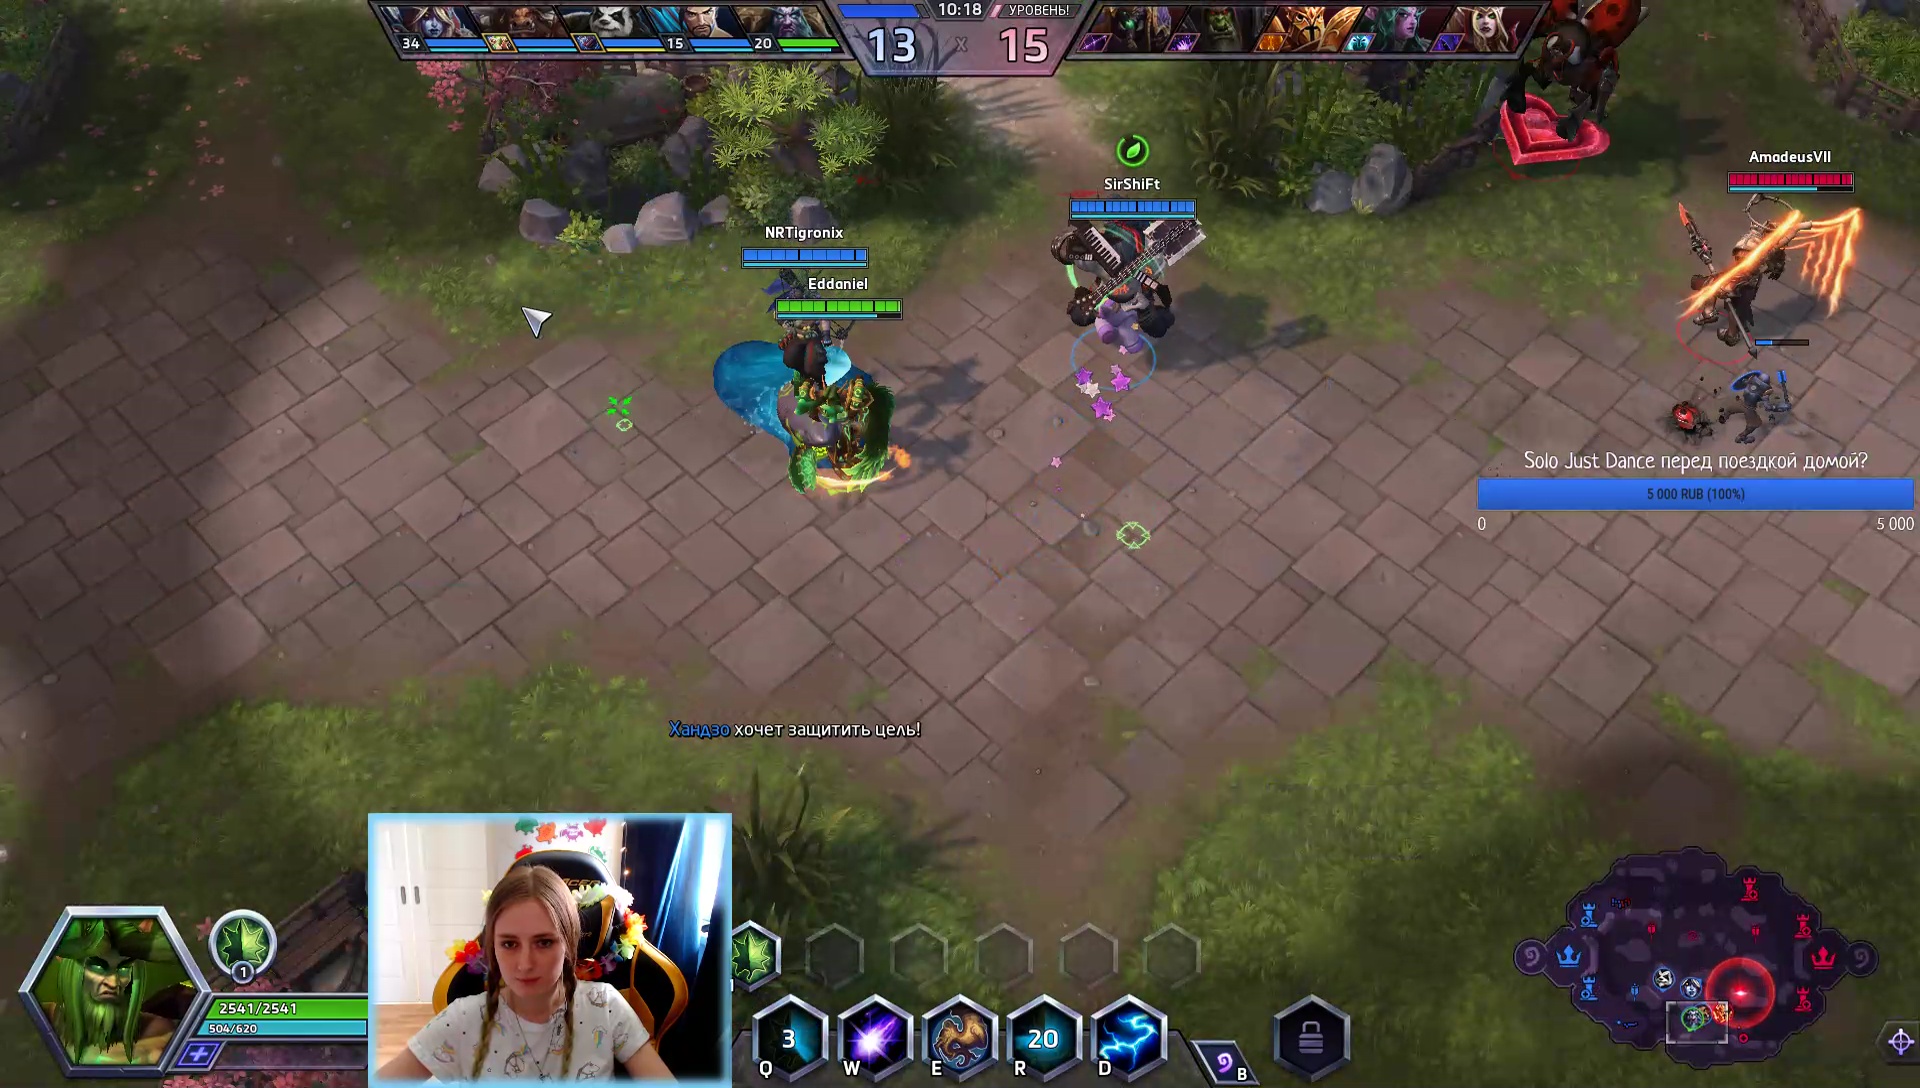 34
15
20
13
10:18
x
УРОВЕНЬ!
15
AmadeusVII
SirShiFt
NRTigronix
Eddaniel
Solo Just Dance перед поездкой домой?
5 000 RUB (100%)
0
5 000
Хандзо хочет защитить цель!
1
2541/2541
504/620
3
20
Q
W
E
R
D
B